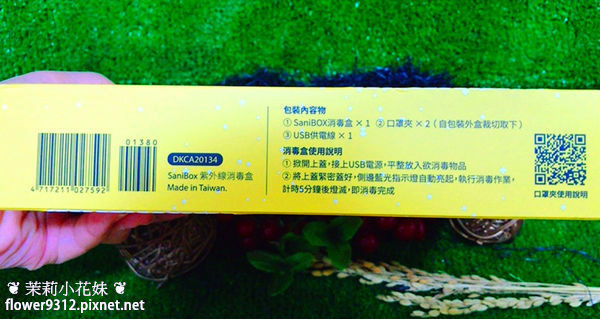 包裝內容物
① SaniBOX消毒盒 × 1 ② 口罩夾 × 2 (自包裝外盒裁切取下)
③ USB供電線 × 1
消毒盒使用說明
① 掀開上蓋,接上USB電源,平整放入欲消毒物品
② 將上蓋緊密蓋好,側邊藍光指示燈自動亮起,執行消毒作業,
計時5分鐘後燈滅,即消毒完成
01380
4 717211 027592
DKCA20134
SaniBox 紫外線消毒盒
Made in Taiwan.
口罩夾使用說明
❦ 茉莉小花妹 ❦
flower9312.pixnet.net